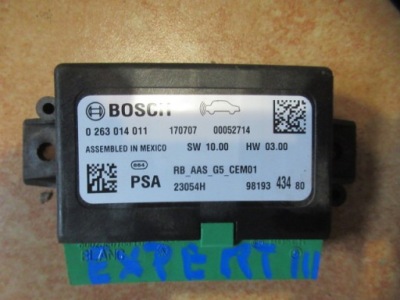 BOSCH
0 263 014 011 170707 00052714
ASSEMBLED IN MEXICO SW 10.00 HW 03.00
664
PSA
RB_AAS_G5_CEM01
23054H 98193 434 80
BLANC
EXPERT III